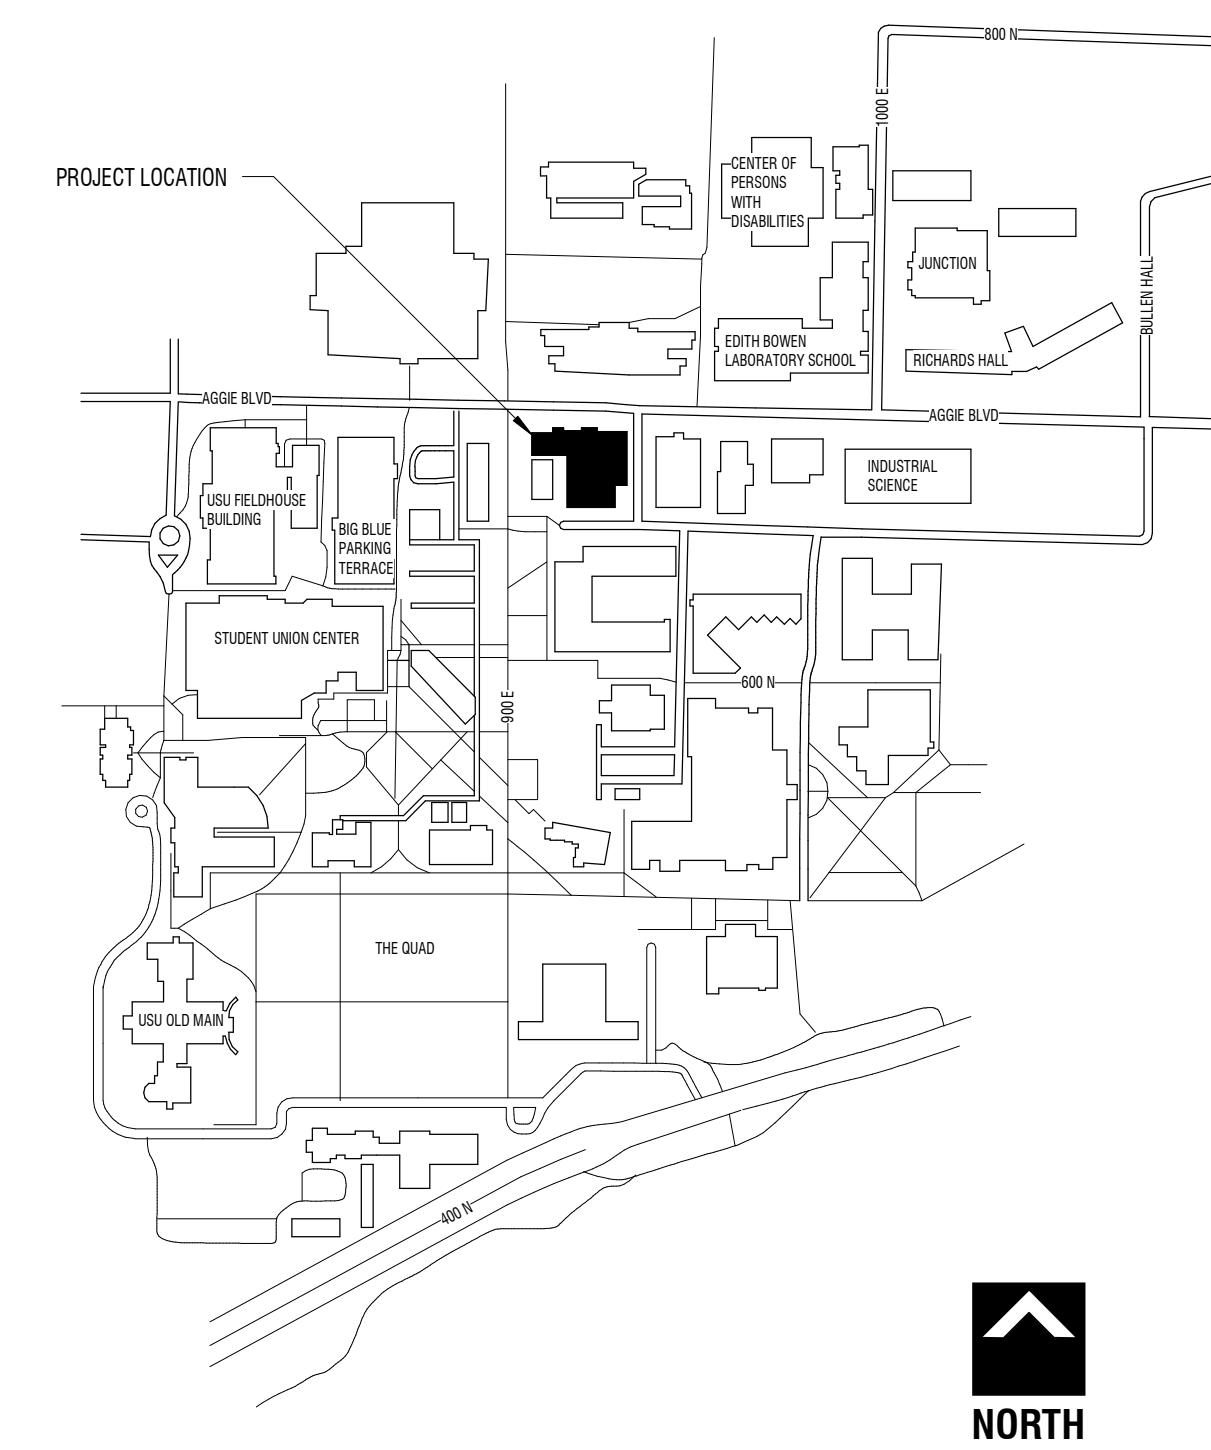 800 N
1000 E
PROJECT LOCATION
CENTER OF
PERSONS
WITH
DISABILITIES
JUNCTION
BULLEN HALL
EDITH BOWEN
LABORATORY SCHOOL
RICHARDS HALL
AGGIE BLVD
AGGIE BLVD
INDUSTRIAL
SCIENCE
USU FIELDHOUSE
BUILDING
BIG BLUE
PARKING
TERRACE
STUDENT UNION CENTER
600 N
900 E
THE QUAD
USU OLD MAIN
400 N
NORTH